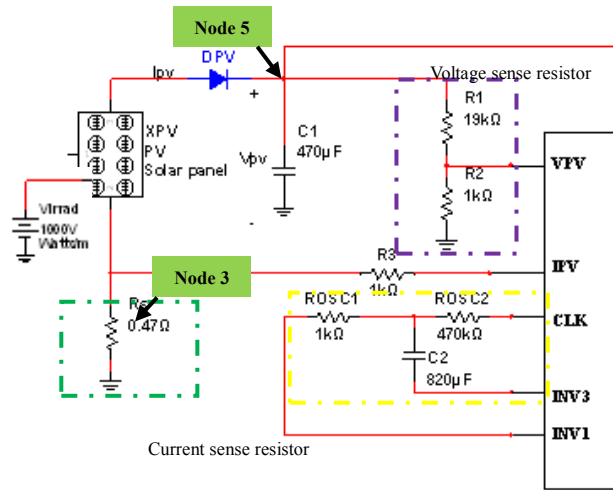 Node 5
DPV
Ipv
+
Voltage sense resistor
R1
19kΩ
XPV
PV
Solar panel
C1
470µF
Vpv
VPV
R2
1kΩ
Virrad
1000V
Watts/m
-
Node 3
R3
1kΩ
IPV
Rs
0.47Ω
ROSC1
1kΩ
ROSC2
470kΩ
CLK
C2
820µF
INV3
INV1
Current sense resistor